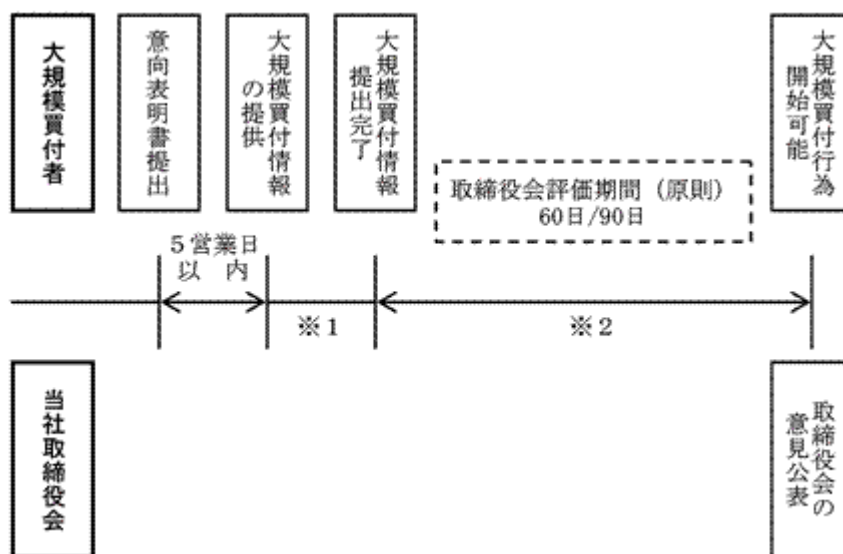 大規模買付者
意向表明書提出
大規模買付情報
の提供
大規模買付情報
提出完了
大規模買付行為
開始可能
取締役会評価期間（原則）
60日/90日
５営業日
以　内
※１
※２
当社取締役会
取締役会の
意見公表